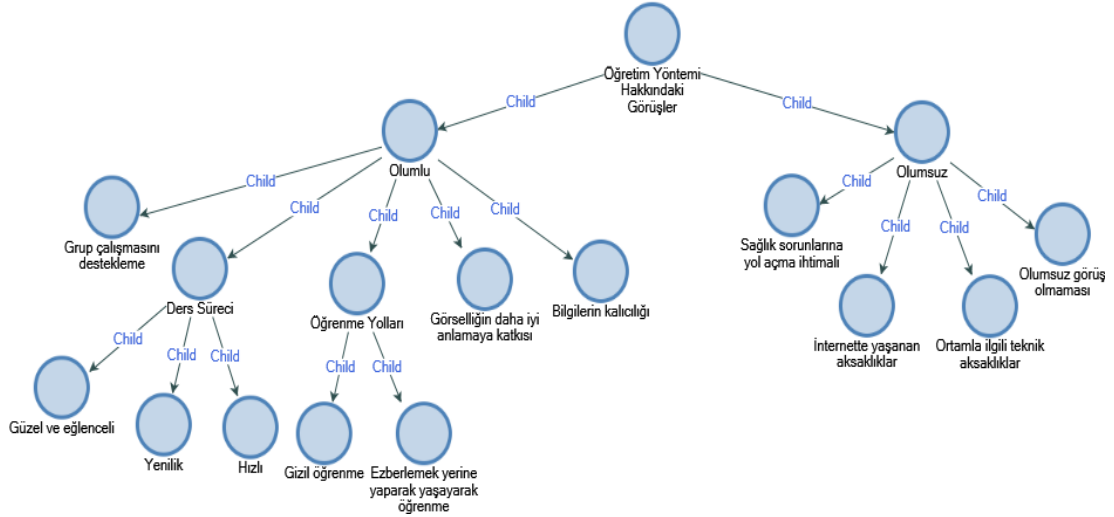 Öğretim Yöntemi
Hakkındaki
Görüşler
Child
Child
Olumlu
Olumsuz
Child
Child
Child
Child
Child
Child
Child
Child
Child
Grup çalışmasını
destekleme
Ders Süreci
Öğrenme Yolları
Görselliğin daha iyi
anlamaya katkısı
Bilgilerin kalıcılığı
Sağlık sorunlarına
yol açma ihtimali
İnternette yaşanan
aksaklıklar
Ortamla ilgili teknik
aksaklıklar
Olumsuz görüş
olmaması
Child
Child
Child
Child
Child
Güzel ve eğlenceli
Yenilik
Hızlı
Gizil öğrenme
Ezberlemek yerine
yaparak yaşayarak
öğrenme